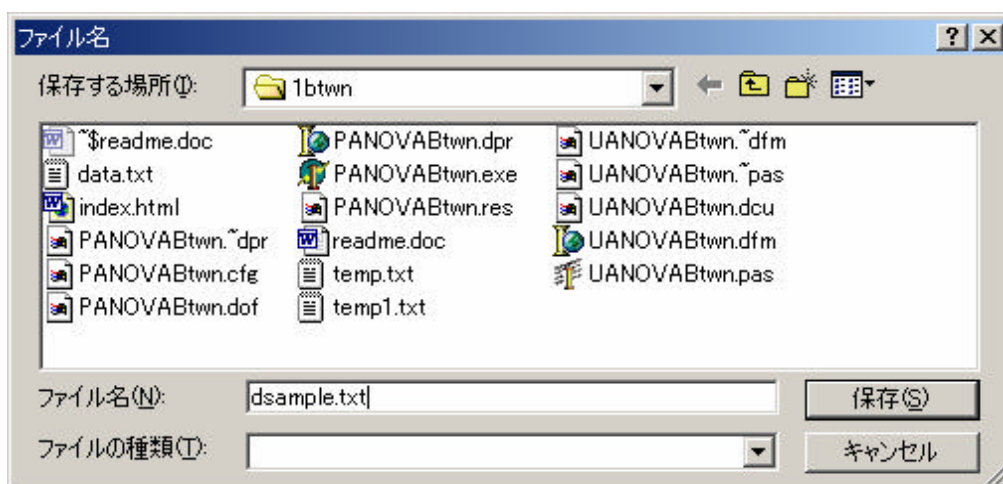 ファイル名
保存する場所(I): 1btwn
~$readme.doc PANOVABtwn.dpr UANOVABtwn.~dfm
data.txt PANOVABtwn.exe UANOVABtwn.~pas
index.html PANOVABtwn.res UANOVABtwn.dcu
PANOVABtwn.~dpr readme.doc UANOVABtwn.dfm
PANOVABtwn.cfg temp.txt UANOVABtwn.pas
PANOVABtwn.dof temp1.txt
ファイル名(N): dsample.txt 保存(S)
ファイルの種類(T): キャンセル